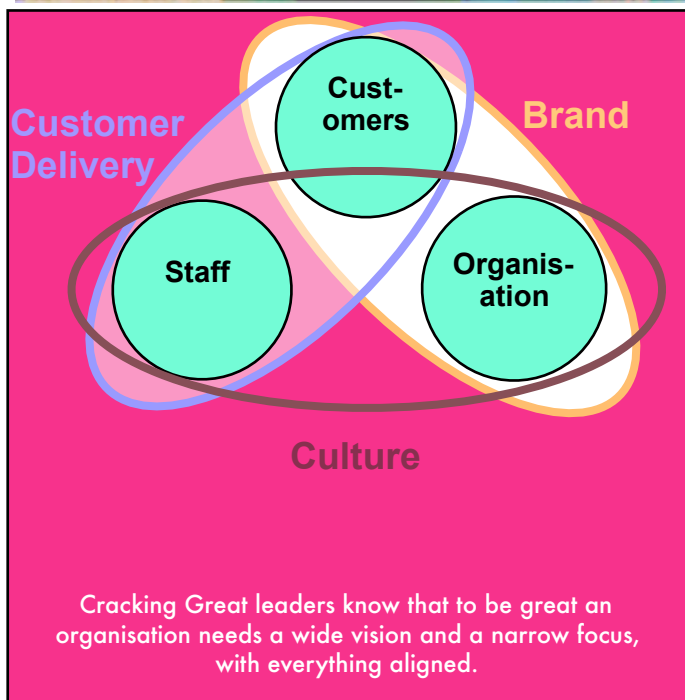 Cust-
omers
Customer
Delivery
Brand
Staff
Organis-
ation
Culture
Cracking Great leaders know that to be great an
organisation needs a wide vision and a narrow focus,
with everything aligned.